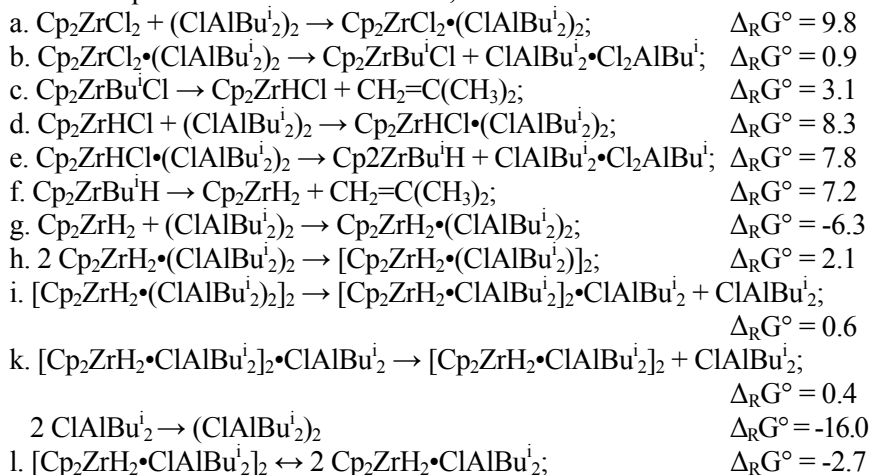 a. Cp₂ZrCl₂ + (ClAlBuⁱ₂)₂ → Cp₂ZrCl₂•(ClAlBuⁱ₂)₂; ΔRG° = 9.8
b. Cp₂ZrCl₂•(ClAlBuⁱ₂)₂ → Cp₂ZrBuⁱCl + ClAlBuⁱ₂•Cl₂AlBuⁱ; ΔRG° = 0.9
c. Cp₂ZrBuⁱCl → Cp₂ZrHCl + CH₂=C(CH₃)₂; ΔRG° = 3.1
d. Cp₂ZrHCl + (ClAlBuⁱ₂)₂ → Cp₂ZrHCl•(ClAlBuⁱ₂)₂; ΔRG° = 8.3
e. Cp₂ZrHCl•(ClAlBuⁱ₂)₂ → Cp2ZrBuⁱH + ClAlBuⁱ₂•Cl₂AlBuⁱ; ΔRG° = 7.8
f. Cp₂ZrBuⁱH → Cp₂ZrH₂ + CH₂=C(CH₃)₂; ΔRG° = 7.2
g. Cp₂ZrH₂ + (ClAlBuⁱ₂)₂ → Cp₂ZrH₂•(ClAlBuⁱ₂)₂; ΔRG° = -6.3
h. 2 Cp₂ZrH₂•(ClAlBuⁱ₂)₂ → [Cp₂ZrH₂•(ClAlBuⁱ₂)]₂; ΔRG° = 2.1
i. [Cp₂ZrH₂•(ClAlBuⁱ₂)₂]₂ → [Cp₂ZrH₂•ClAlBuⁱ₂]₂•ClAlBuⁱ₂ + ClAlBuⁱ₂;
ΔRG° = 0.6
k. [Cp₂ZrH₂•ClAlBuⁱ₂]₂•ClAlBuⁱ₂ → [Cp₂ZrH₂•ClAlBuⁱ₂]₂ + ClAlBuⁱ₂;
ΔRG° = 0.4
2 ClAlBuⁱ₂ → (ClAlBuⁱ₂)₂ ΔRG° = -16.0
l. [Cp₂ZrH₂•ClAlBuⁱ₂]₂ ↔ 2 Cp₂ZrH₂•ClAlBuⁱ₂; ΔRG° = -2.7